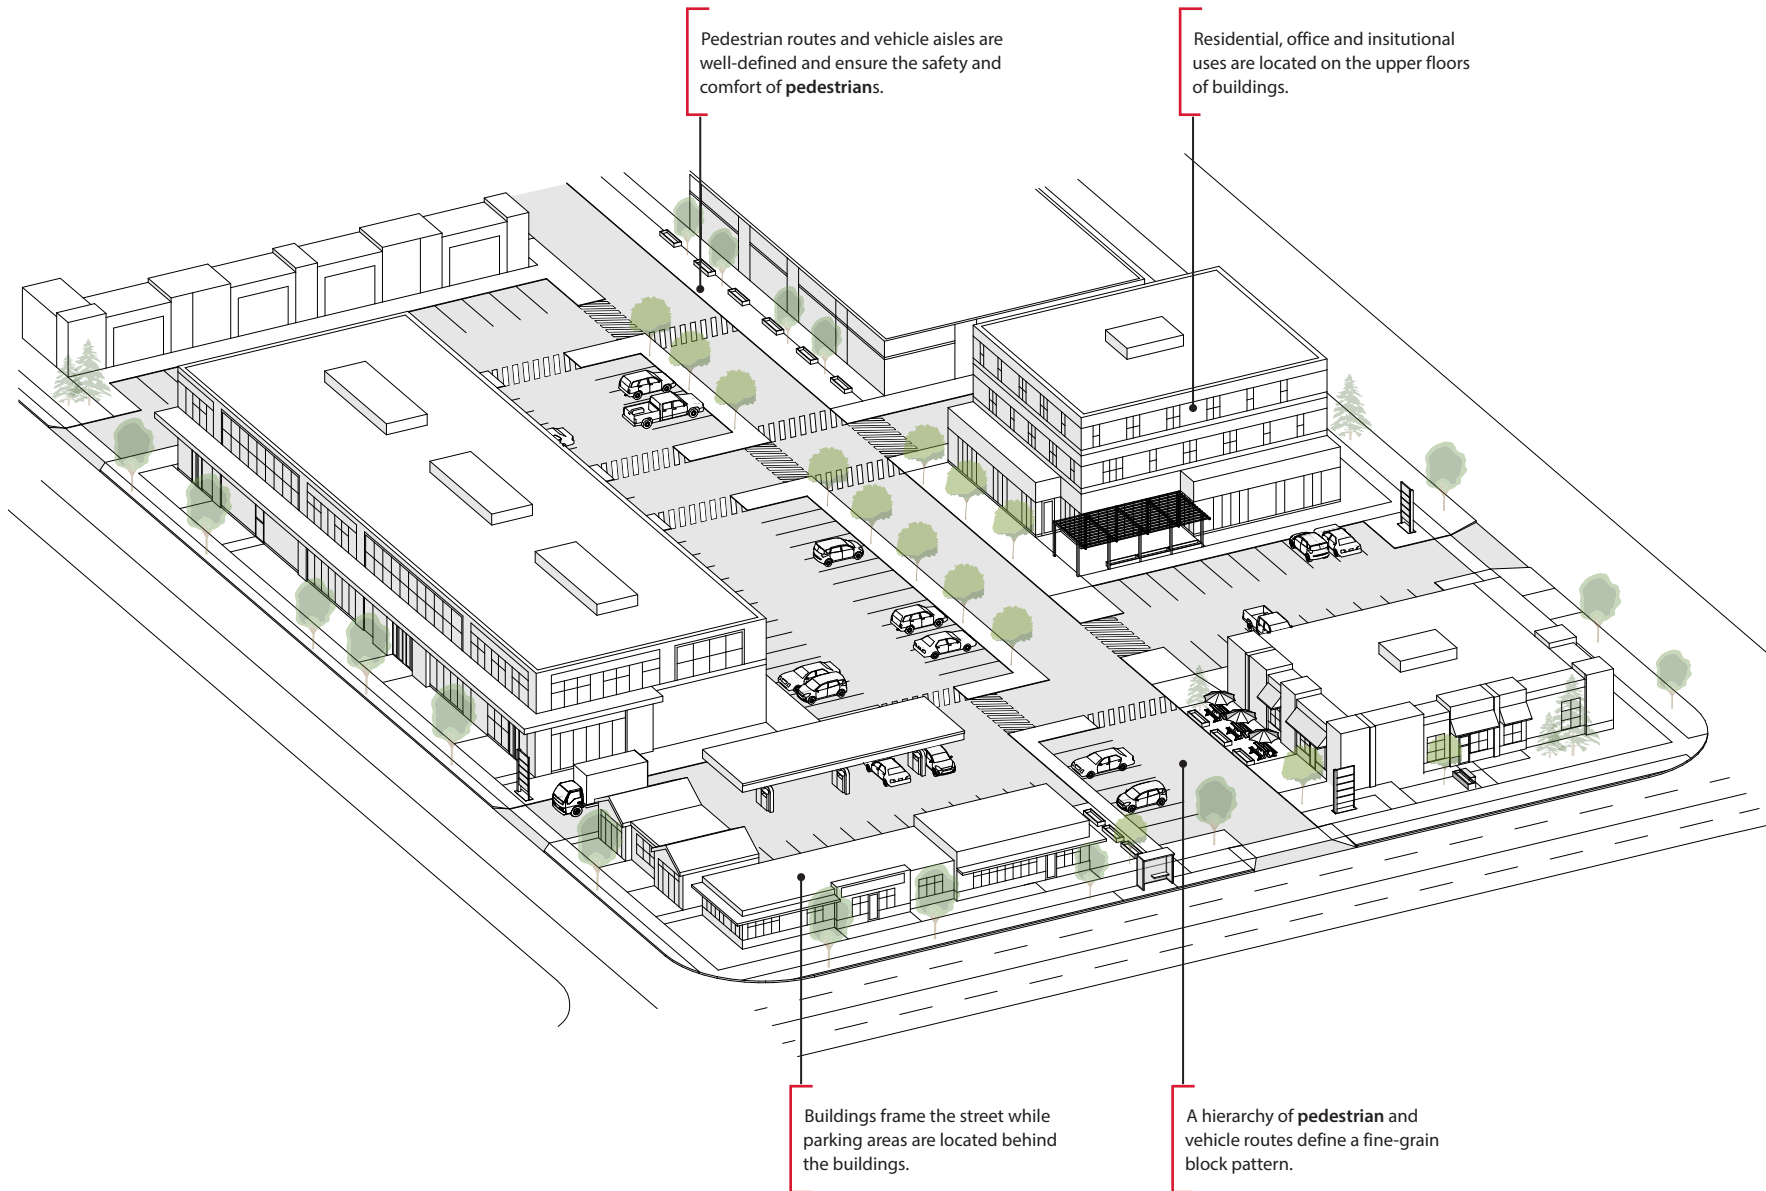 Pedestrian routes and vehicle aisles are
well-defined and ensure the safety and
comfort of pedestrians.
Residential, office and insitutional
uses are located on the upper floors
of buildings.
Buildings frame the street while
parking areas are located behind
the buildings.
A hierarchy of pedestrian and
vehicle routes define a fine-grain
block pattern.